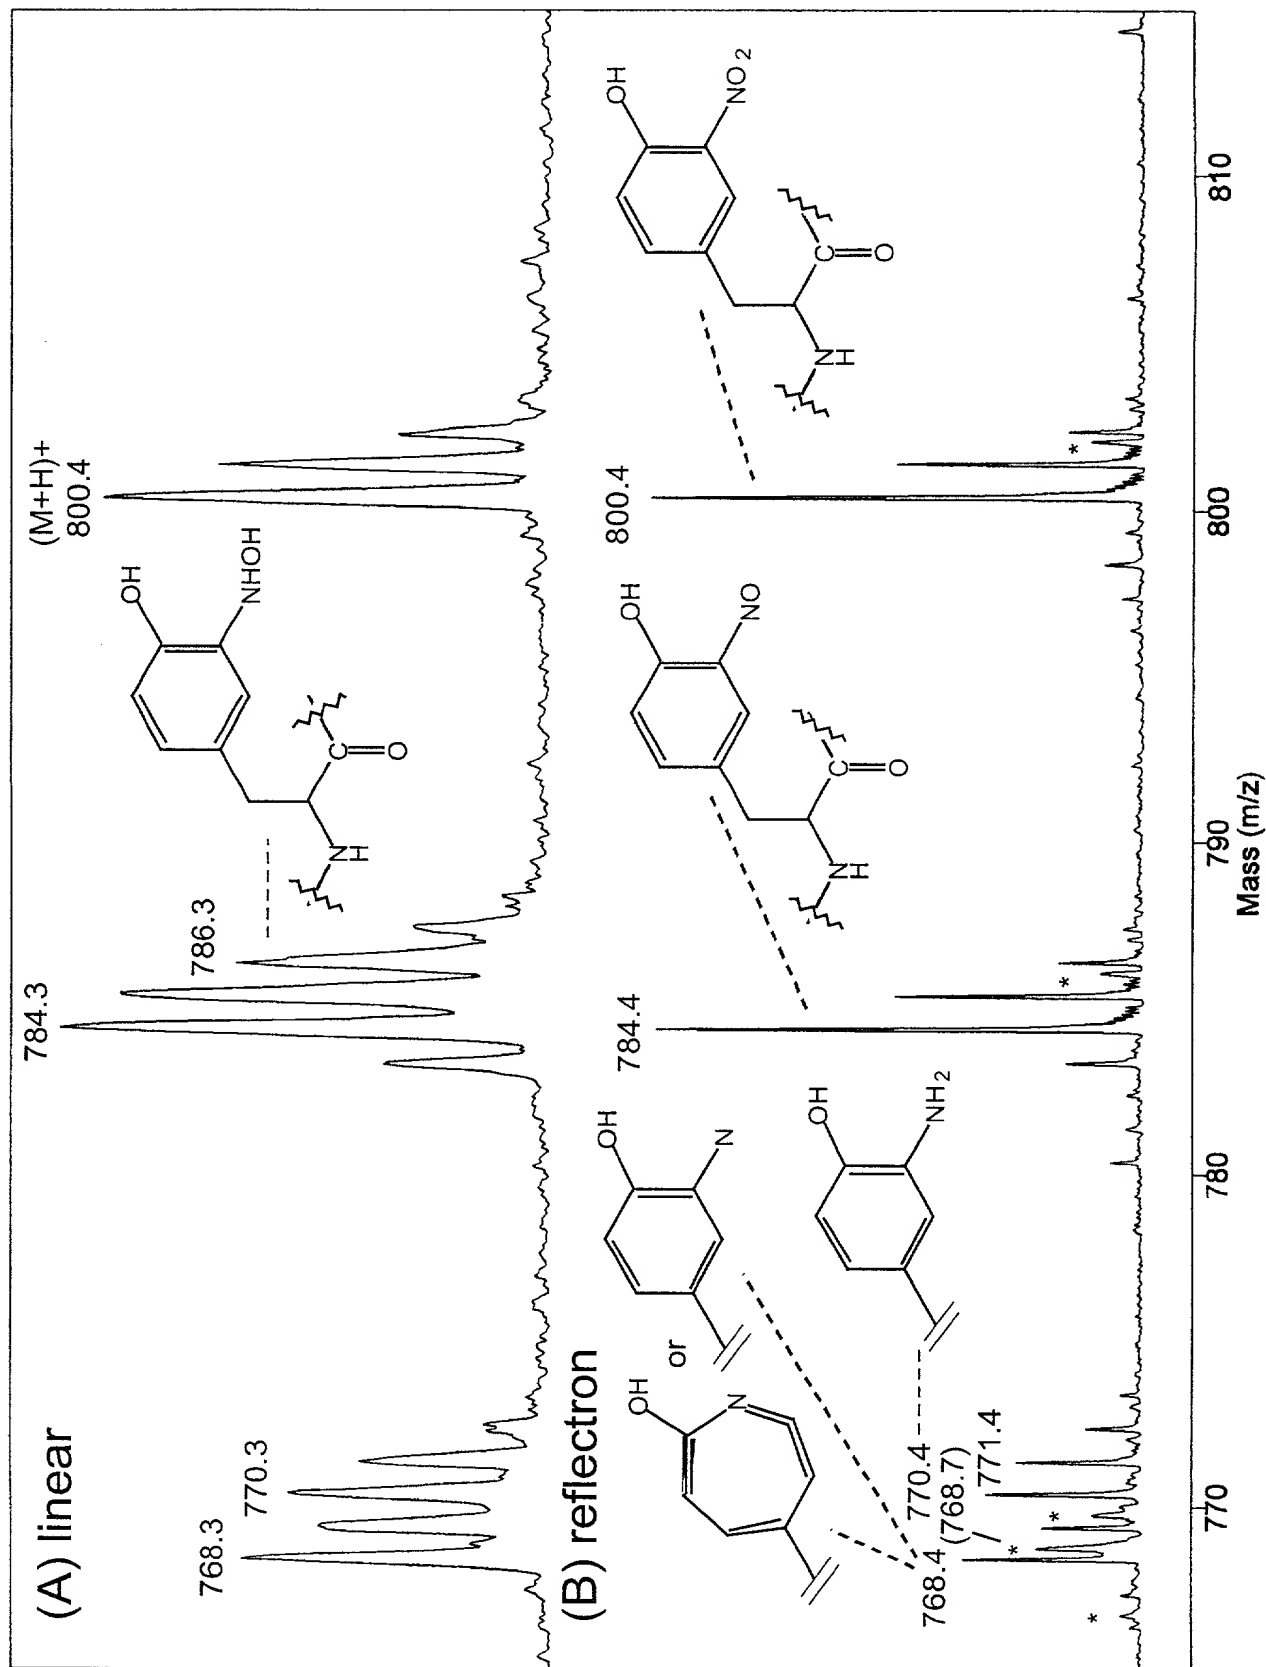 (A) linear
768.3
770.3
784.3
786.3
OH
NHOH
N
H
C
O
(M+H)+
800.4
(B) reflectron
OH
N
or
OH
N
768.4
770.4
(768.7)
771.4
*
*
*
OH
NH2
784.4
*
OH
NO
N
H
C
O
800.4
*
OH
NO2
N
H
C
O
770
780
790
800
810
Mass (m/z)